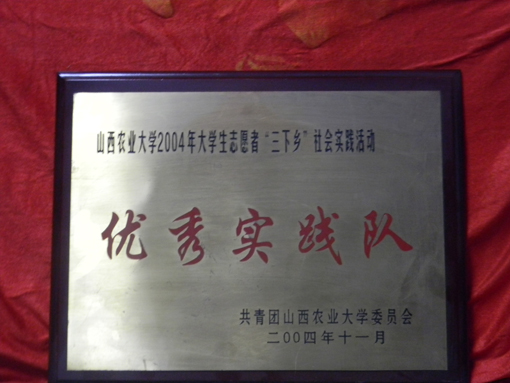 山西农业大学2004年大学生志愿者“三下乡”社会实践活动
优秀实践队
共青团山西农业大学委员会
二00四年十一月